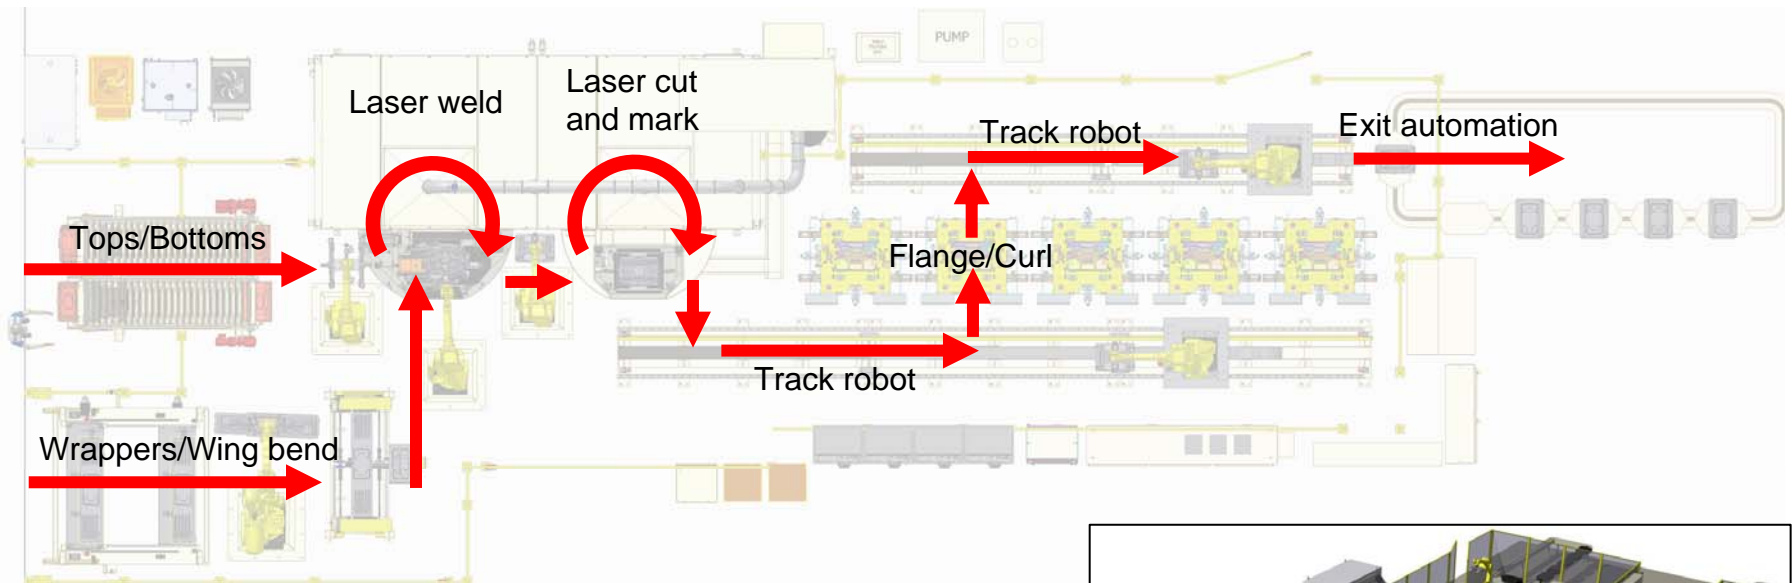 PUMP
Laser weld
Laser cut
and mark
Track robot
Exit automation
Tops/Bottoms
Flange/Curl
Track robot
Wrappers/Wing bend